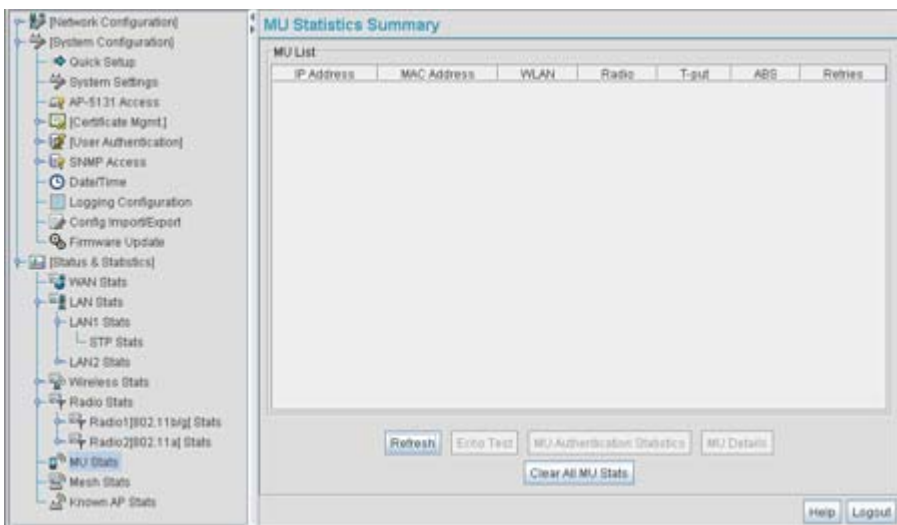 [Network Configuration]
[System Configuration]
Quick Setup
System Settings
AP-5131 Access
[Certificate Mgmt.]
[User Authentication]
SNMP Access
Date/Time
Logging Configuration
Config Import/Export
Firmware Update
[Status & Statistics]
WAN Stats
LAN Stats
LAN1 Stats
STP Stats
LAN2 Stats
Wireless Stats
Radio Stats
Radio1[802.11b/g] Stats
Radio2[802.11a] Stats
MU Stats
Mesh Stats
Known AP Stats
MU Statistics Summary
MU List
IP Address MAC Address WLAN Radio T-put ABS Retries
Refresh Echo Test MU Authentication Statistics MU Details
Clear All MU Stats
Help Logout